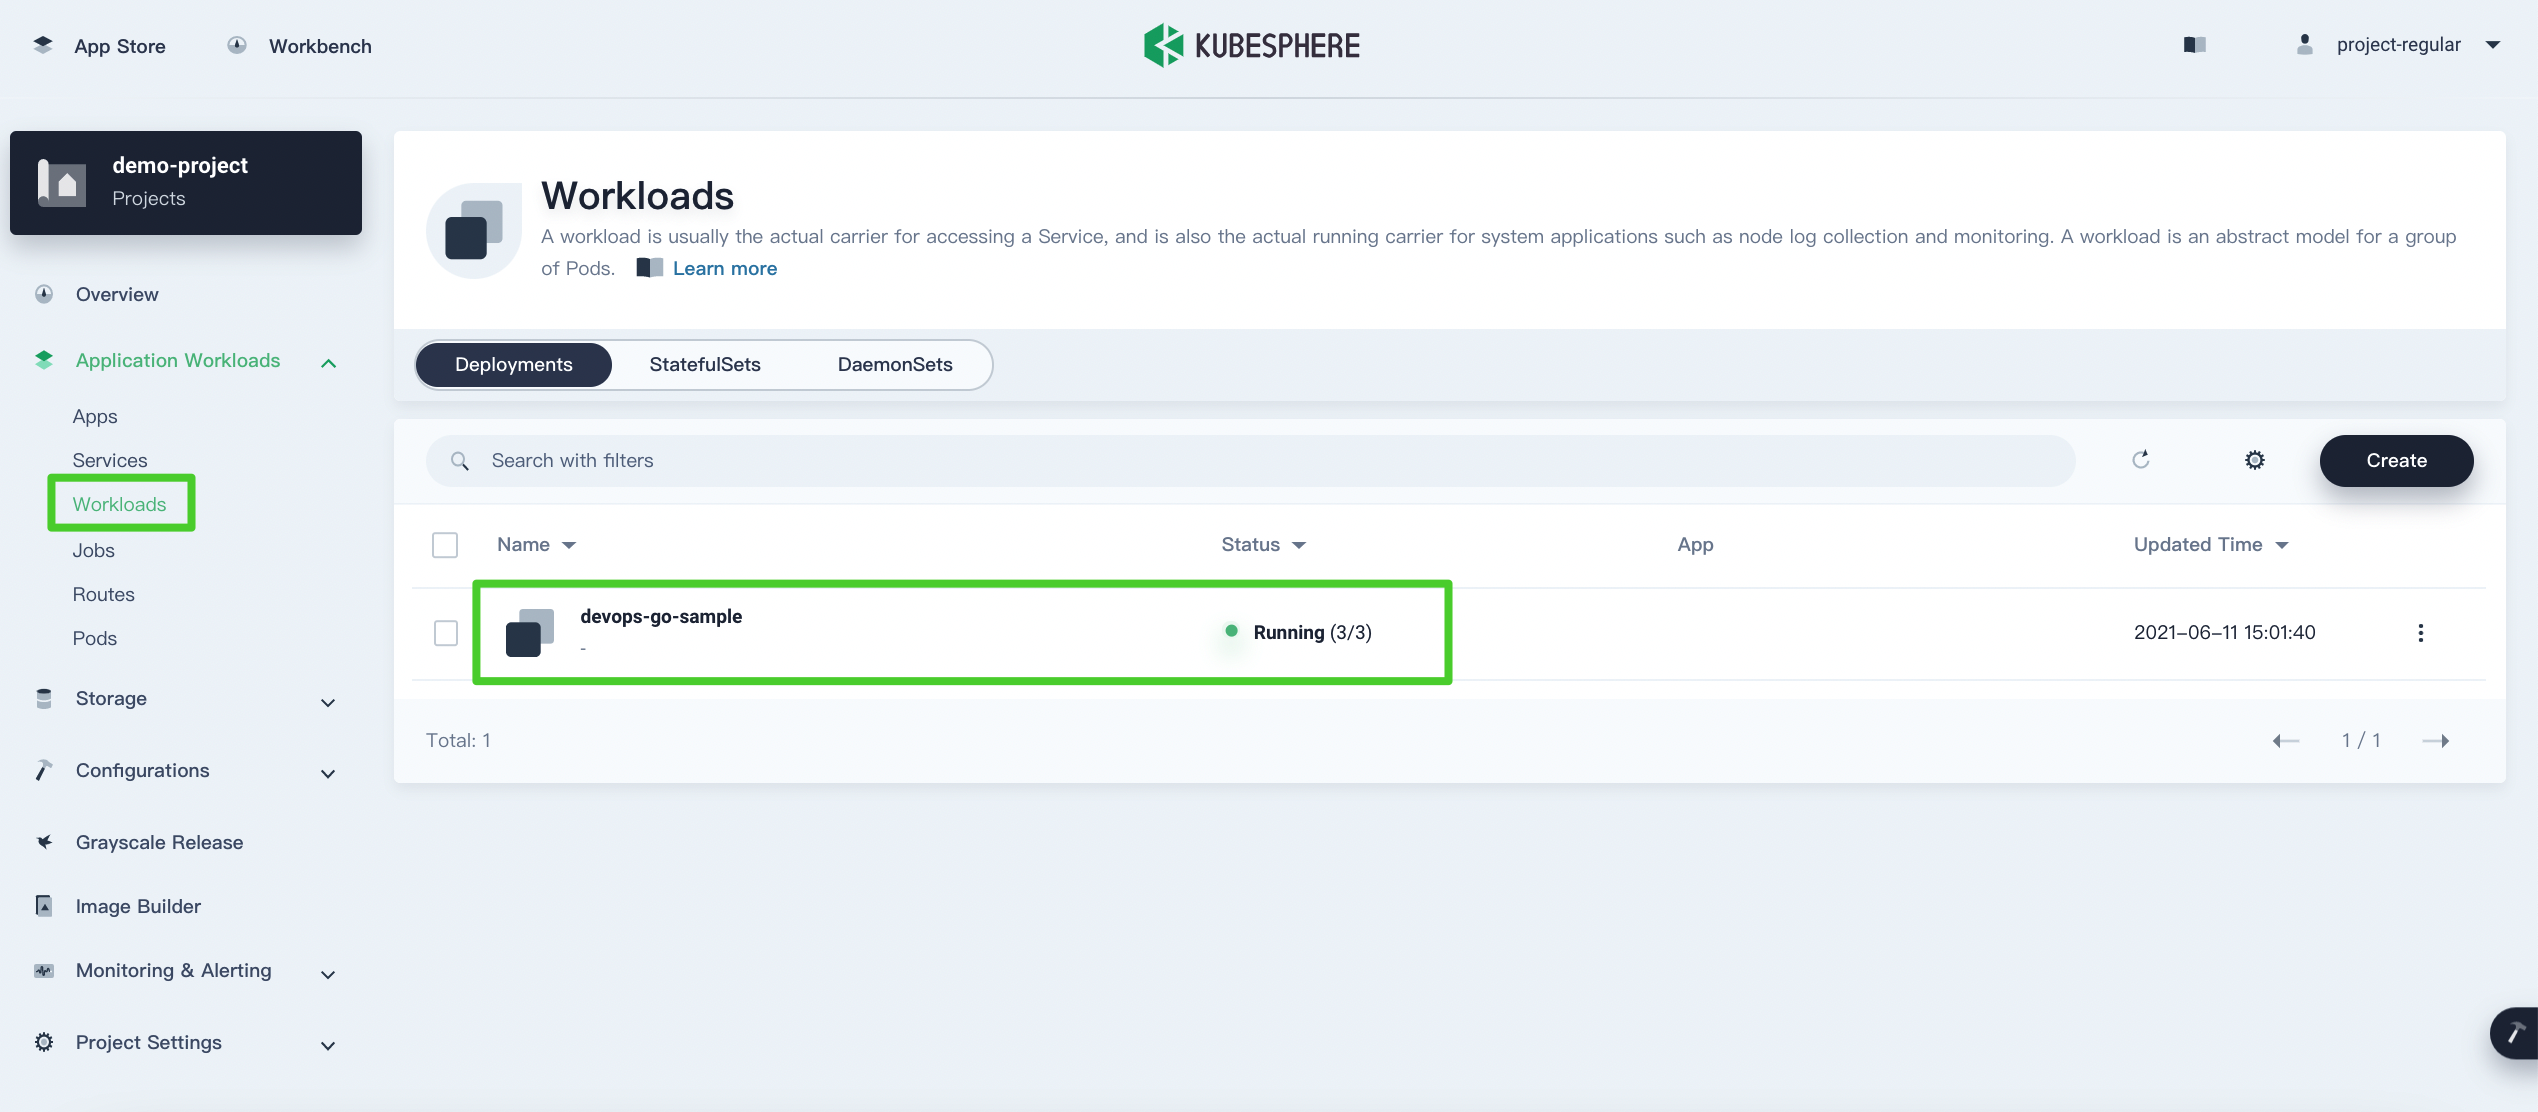 App Store
Workbench
KUBESPHERE
project-regular
demo-project
Projects
Overview
Application Workloads
Apps
Services
Workloads
Jobs
Routes
Pods
Storage
Configurations
Grayscale Release
Image Builder
Monitoring & Alerting
Project Settings
Workloads
A workload is usually the actual carrier for accessing a Service, and is also the actual running carrier for system applications such as node log collection and monitoring. A workload is an abstract model for a group
of Pods. Learn more
Deployments StatefulSets DaemonSets
Search with filters
Create
Name Status App Updated Time
devops-go-sample
-
Running (3/3)
2021-06-11 15:01:40
Total: 1
1 / 1